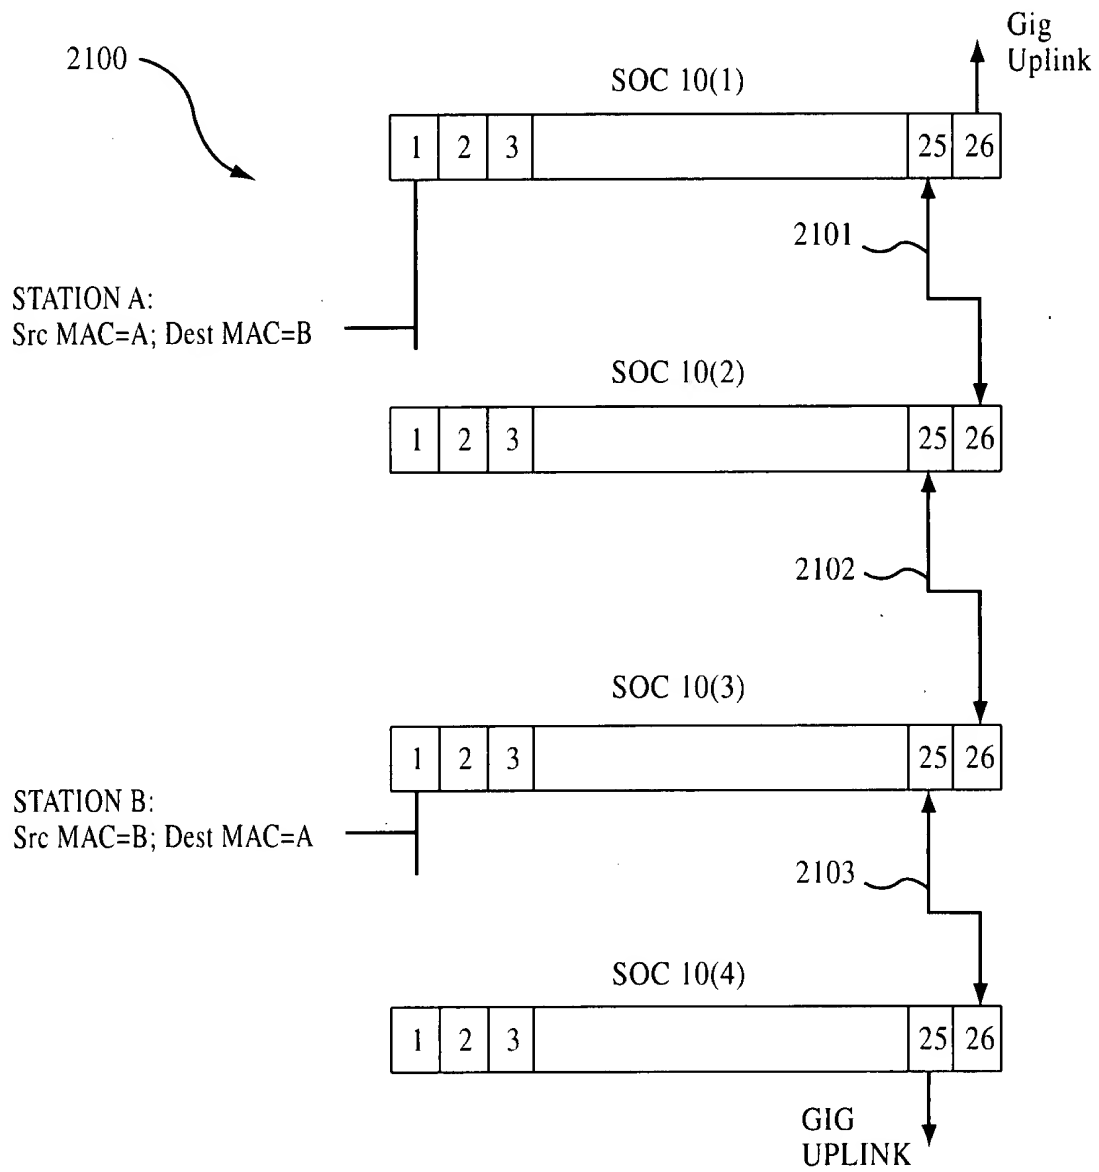 Gig
Uplink
2100
SOC 10(1)
1 2 3 25 26
2101
STATION A:
Src MAC=A; Dest MAC=B
SOC 10(2)
1 2 3 25 26
2102
SOC 10(3)
1 2 3 25 26
STATION B:
Src MAC=B; Dest MAC=A
2103
SOC 10(4)
1 2 3 25 26
GIG
UPLINK